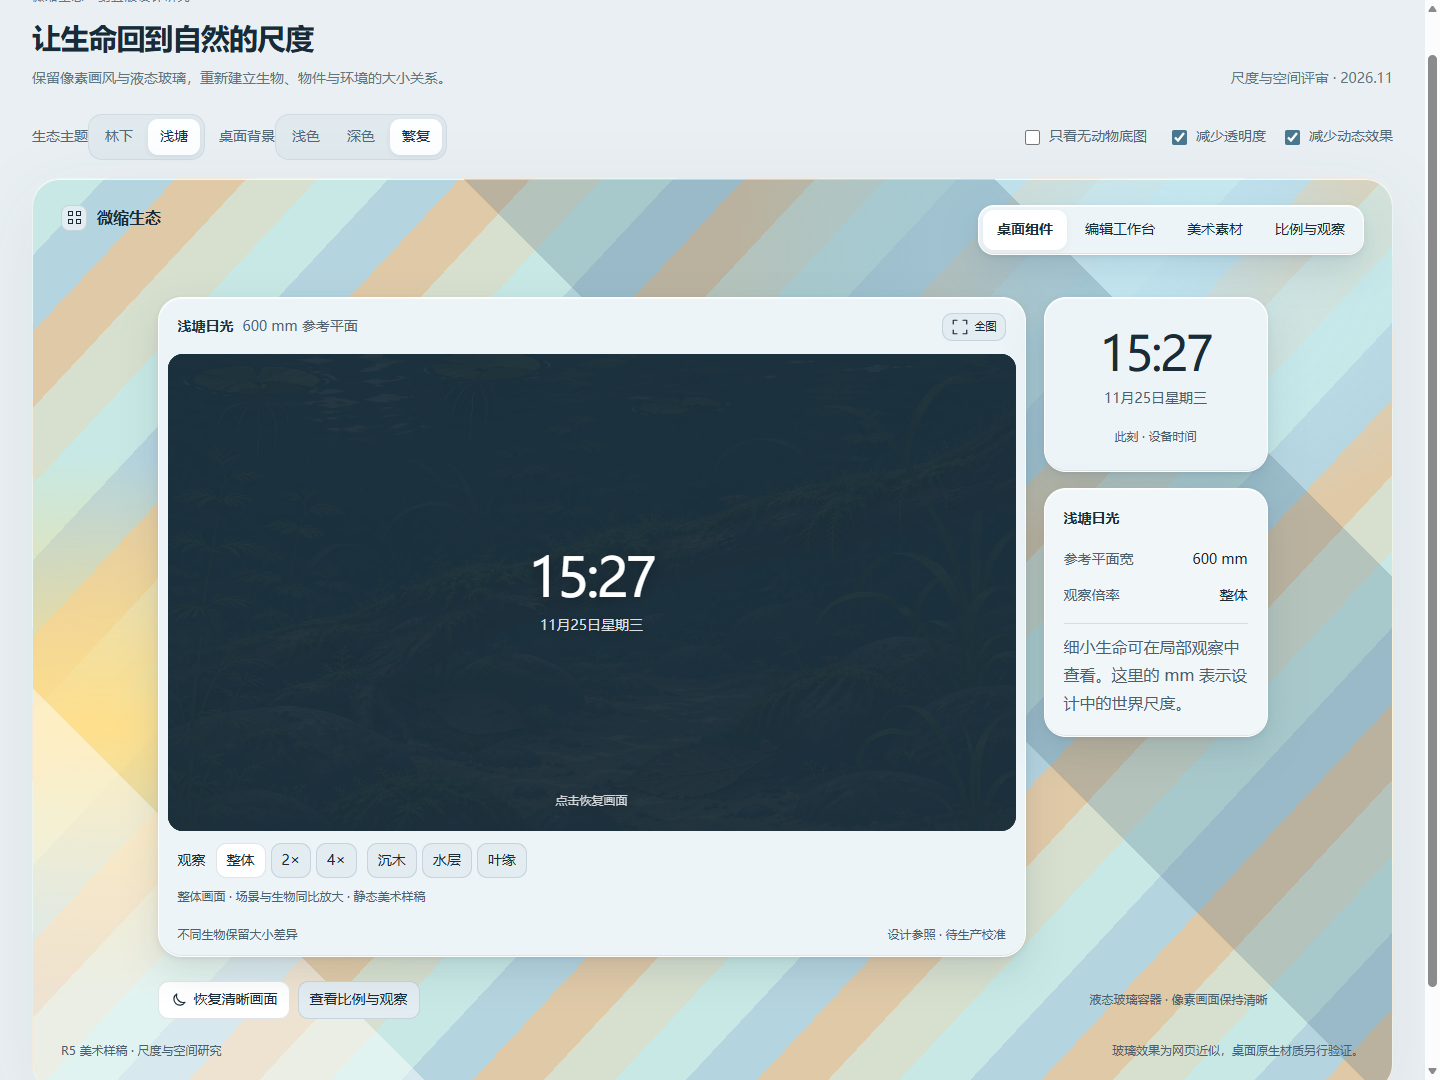 让生命回到自然的尺度
保留像素画风与液态玻璃，重新建立生物、物件与环境的大小关系。
尺度与空间评审 · 2026.11
生态主题 林下 浅塘 桌面背景 浅色 深色 繁复
只看无动物底图 减少透明度 减少动态效果
微缩生态
桌面组件 编辑工作台 美术素材 比例与观察
浅塘日光 600 mm 参考平面
全图
15:27
11月25日星期三
点击恢复画面
观察 整体 2× 4× 沉木 水层 叶缘
整体画面 · 场景与生物同比放大 · 静态美术样稿
不同生物保留大小差异
设计参照 · 待生产校准
15:27
11月25日星期三
此刻 · 设备时间
浅塘日光
参考平面宽 600 mm
观察倍率 整体
细小生命可在局部观察中
查看。这里的 mm 表示设
计中的世界尺度。
恢复清晰画面 查看比例与观察
液态玻璃容器 · 像素画面保持清晰
R5 美术样稿 · 尺度与空间研究
玻璃效果为网页近似，桌面原生材质另行验证。